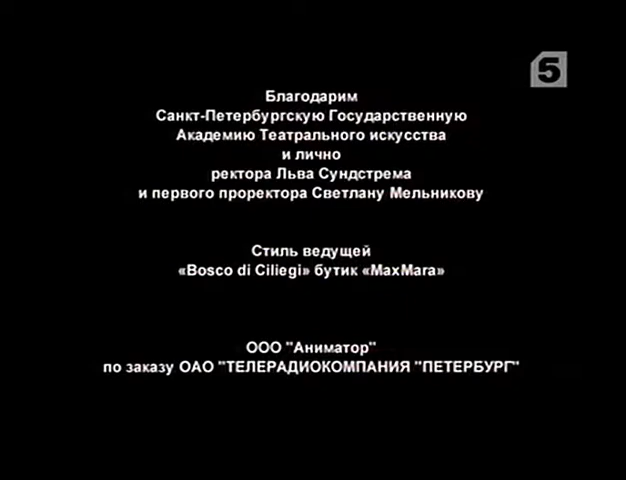 5
Благодарим
Санкт-Петербургскую Государственную
Академию Театрального искусства
и лично
ректора Льва Сундстрема
и первого проректора Светлану Мельникову
Стиль ведущей
«Bosco di Ciliegi» бутик «MaxMara»
ООО "Аниматор"
по заказу ОАО "ТЕЛЕРАДИОКОМПАНИЯ "ПЕТЕРБУРГ"